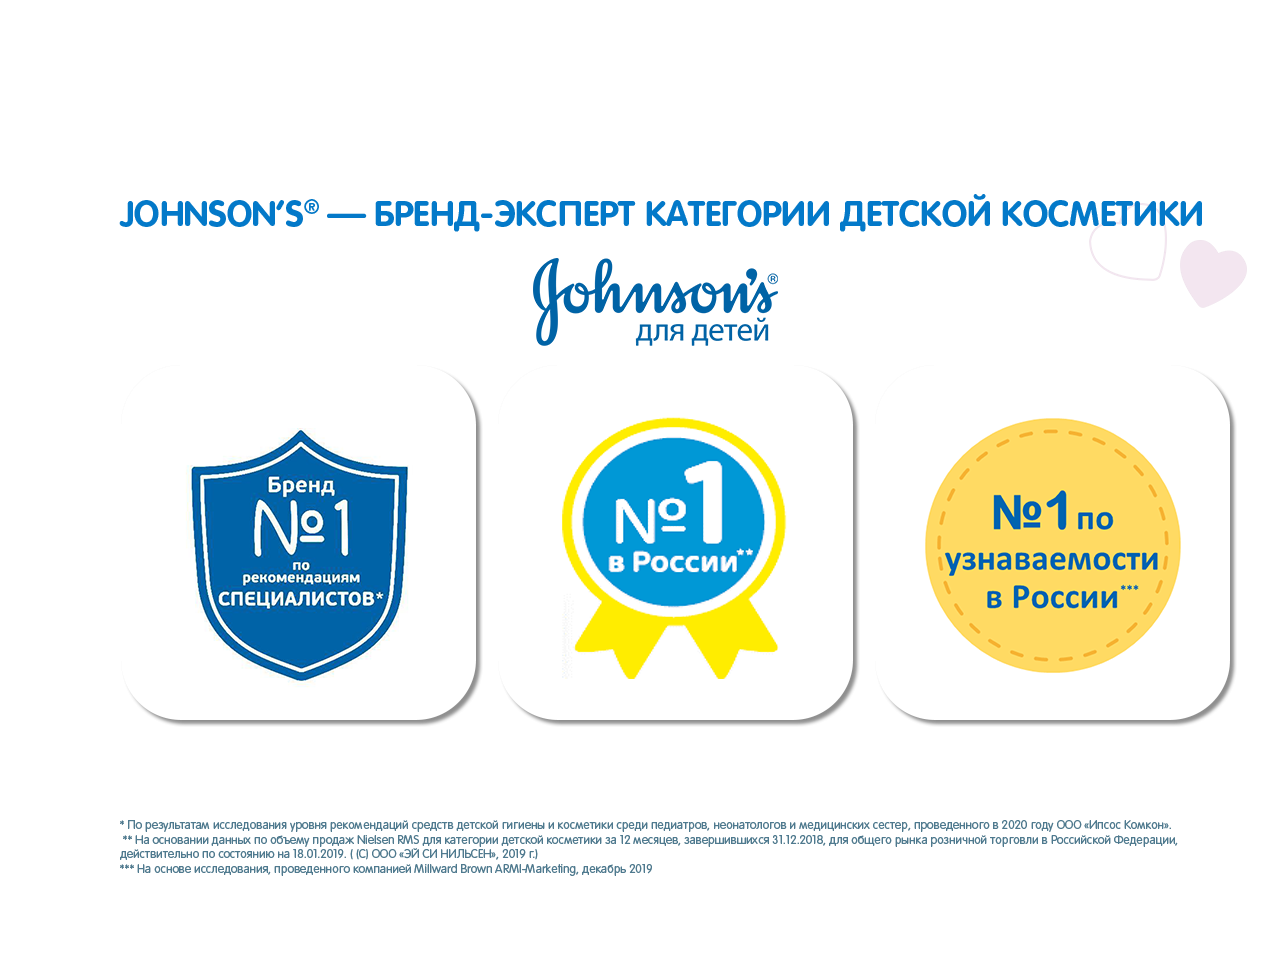 JOHNSON’S® — БРЕНД-ЭКСПЕРТ КАТЕГОРИИ ДЕТСКОЙ КОСМЕТИКИ
Johnson's®
для детей
Бренд
№1
по
рекомендациям
СПЕЦИАЛИСТОВ*
№1
в России**
№1 по
узнаваемости
в России***
* По результатам исследования уровня рекомендаций средств детской гигиены и косметики среди педиатров, неонатологов и медицинских сестер, проведенного в 2020 году ООО «Ипсос Комкон».
** На основании данных по объему продаж Nielsen RMS для категории детской косметики за 12 месяцев, завершившихся 31.12.2018, для общего рынка розничной торговли в Российской Федерации,
действительно по состоянию на 18.01.2019. ( (C) ООО «ЭЙ СИ НИЛЬСЕН», 2019 г.)
*** На основе исследования, проведенного компанией Millward Brown ARMI-Marketing, декабрь 2019